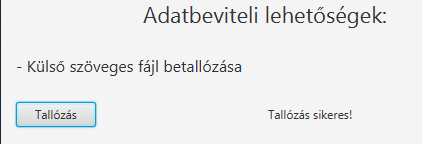 Adatbeviteli lehetőségek:
- Külső szöveges fájl betallózása
Tallózás
Tallózás sikeres!